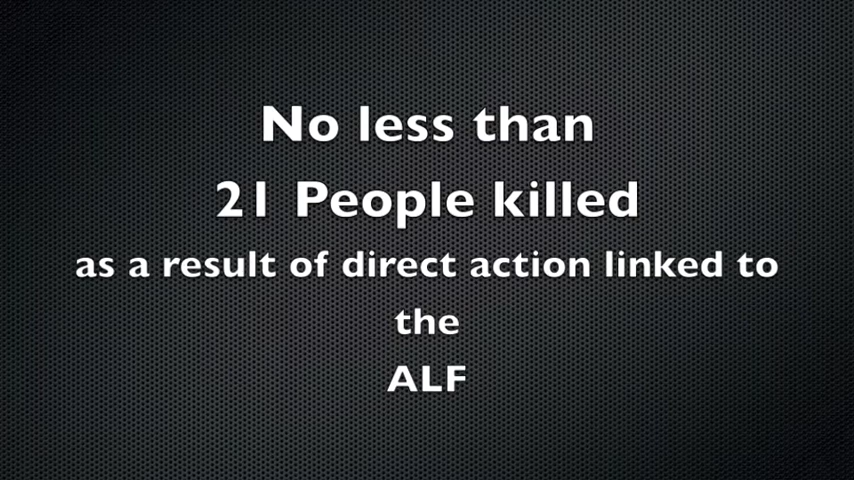 No less than
21 People killed
as a result of direct action linked to
the
ALF